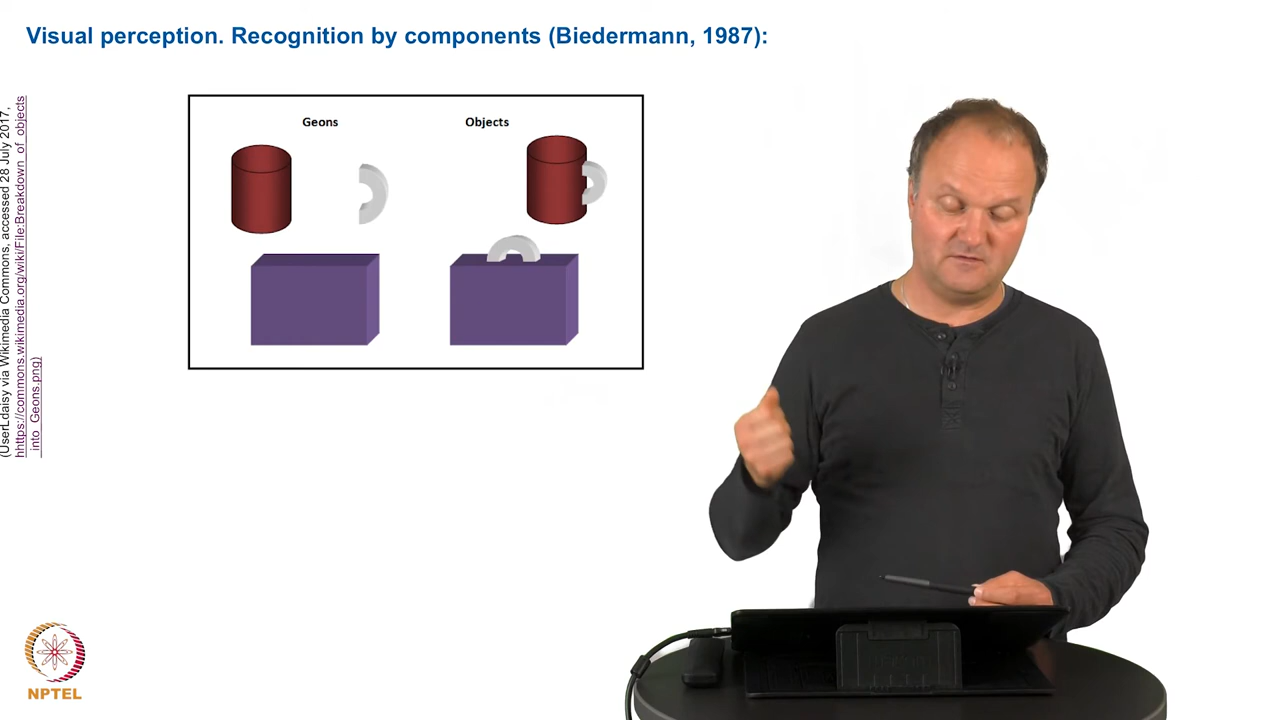 Visual perception. Recognition by components (Biedermann, 1987):
(UserLdaisy via Wikimedia Commons, accessed 28 July 2017,
hhttps://commons.wikimedia.org/wiki/File:Breakdown_of_objects
_into_Geons.png)
Geons
Objects
NPTEL